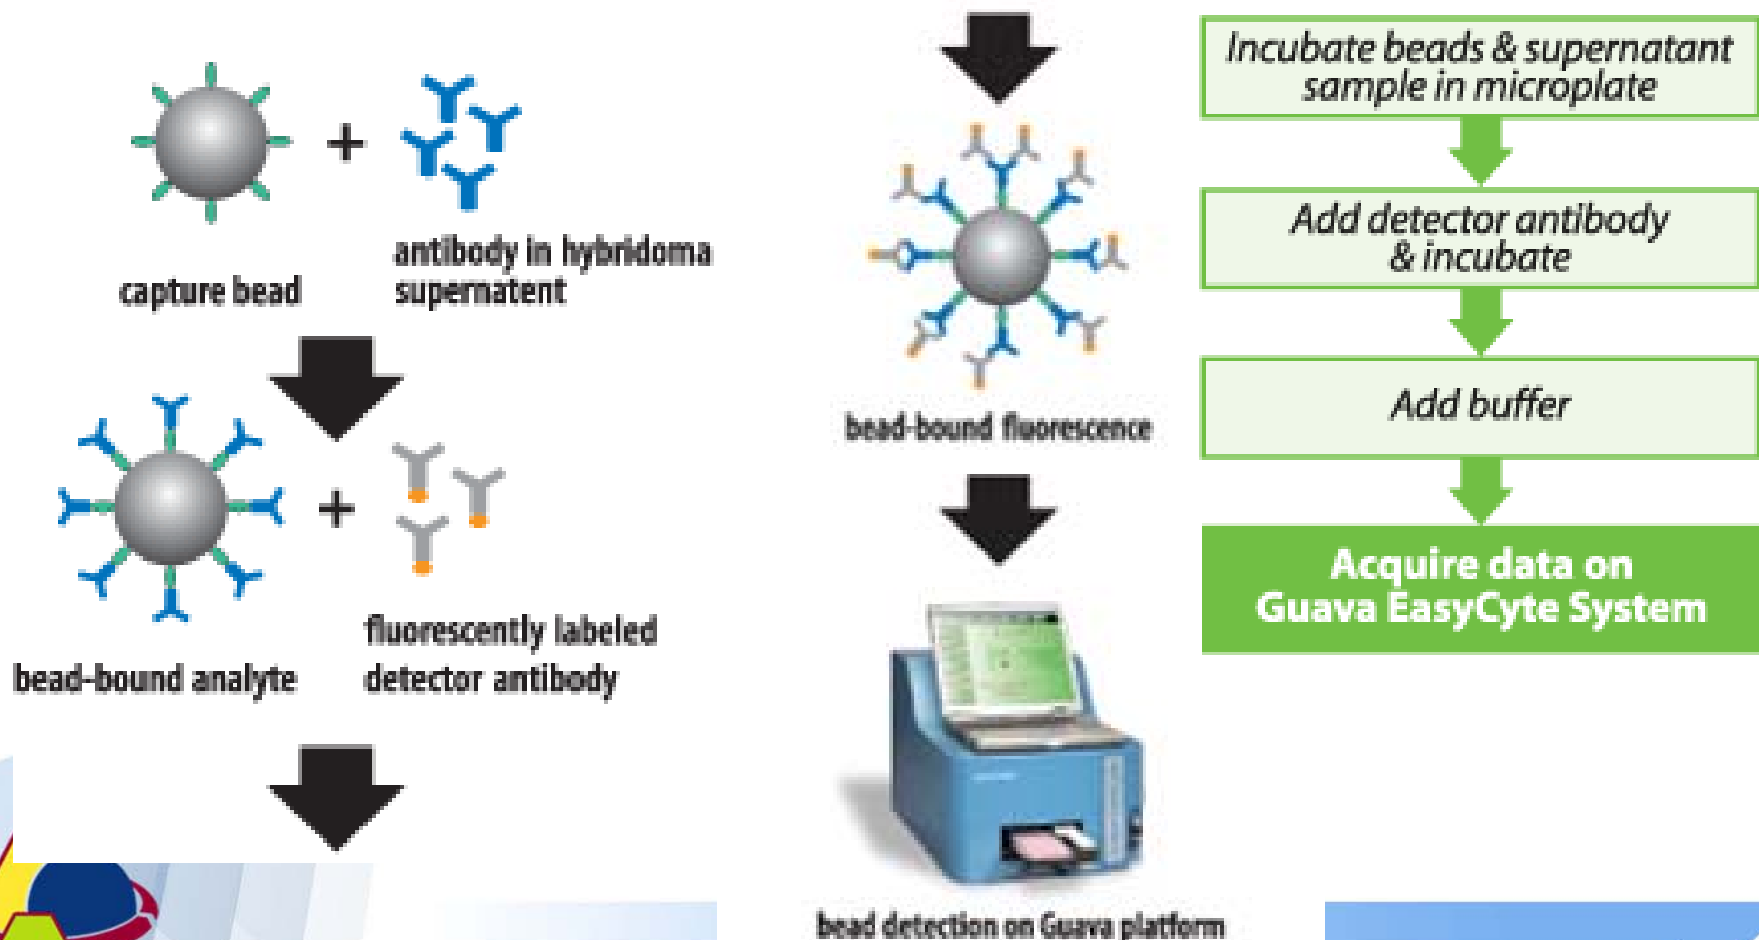 capture bead
antibody in hybridoma
supernatent
bead-bound analyte
fluorescently labeled
detector antibody
bead-bound fluorescence
bead detection on Guava platform
Incubate beads & supernatant
sample in microplate
Add detector antibody
& incubate
Add buffer
Acquire data on
Guava EasyCyte System